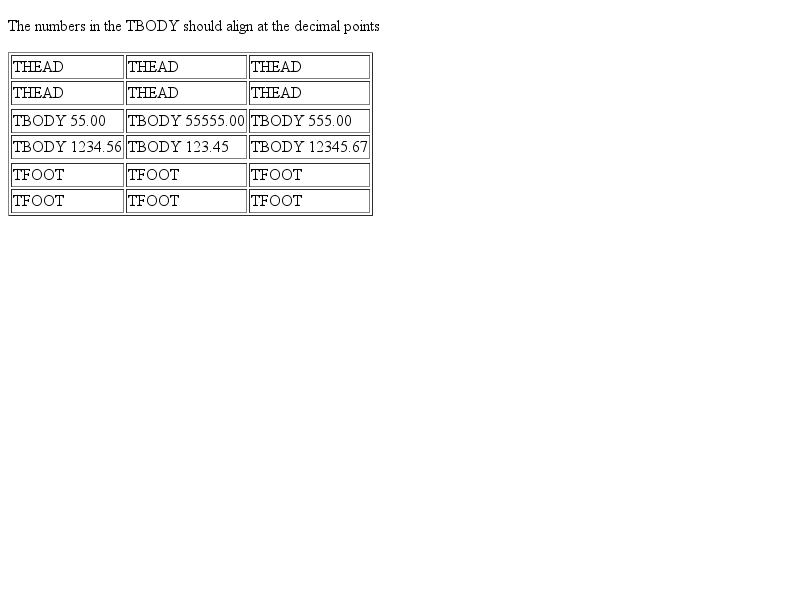 The numbers in the TBODY should align at the decimal points
THEAD THEAD THEAD
THEAD THEAD THEAD
TBODY 55.00 TBODY 55555.00 TBODY 555.00
TBODY 1234.56 TBODY 123.45 TBODY 12345.67
TFOOT TFOOT TFOOT
TFOOT TFOOT TFOOT